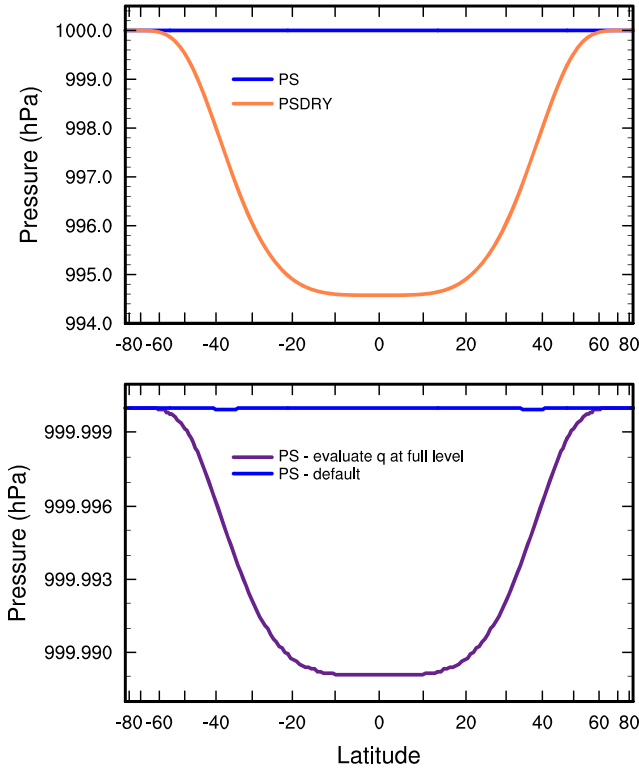 1000.0
999.0
998.0
997.0
996.0
995.0
994.0
Pressure (hPa)
PS
PSDRY
-80 -60 -40 -20 0 20 40 60 80
999.999
999.996
999.993
999.990
Pressure (hPa)
PS - evaluate q at full level
PS - default
-80 -60 -40 -20 0 20 40 60 80
Latitude